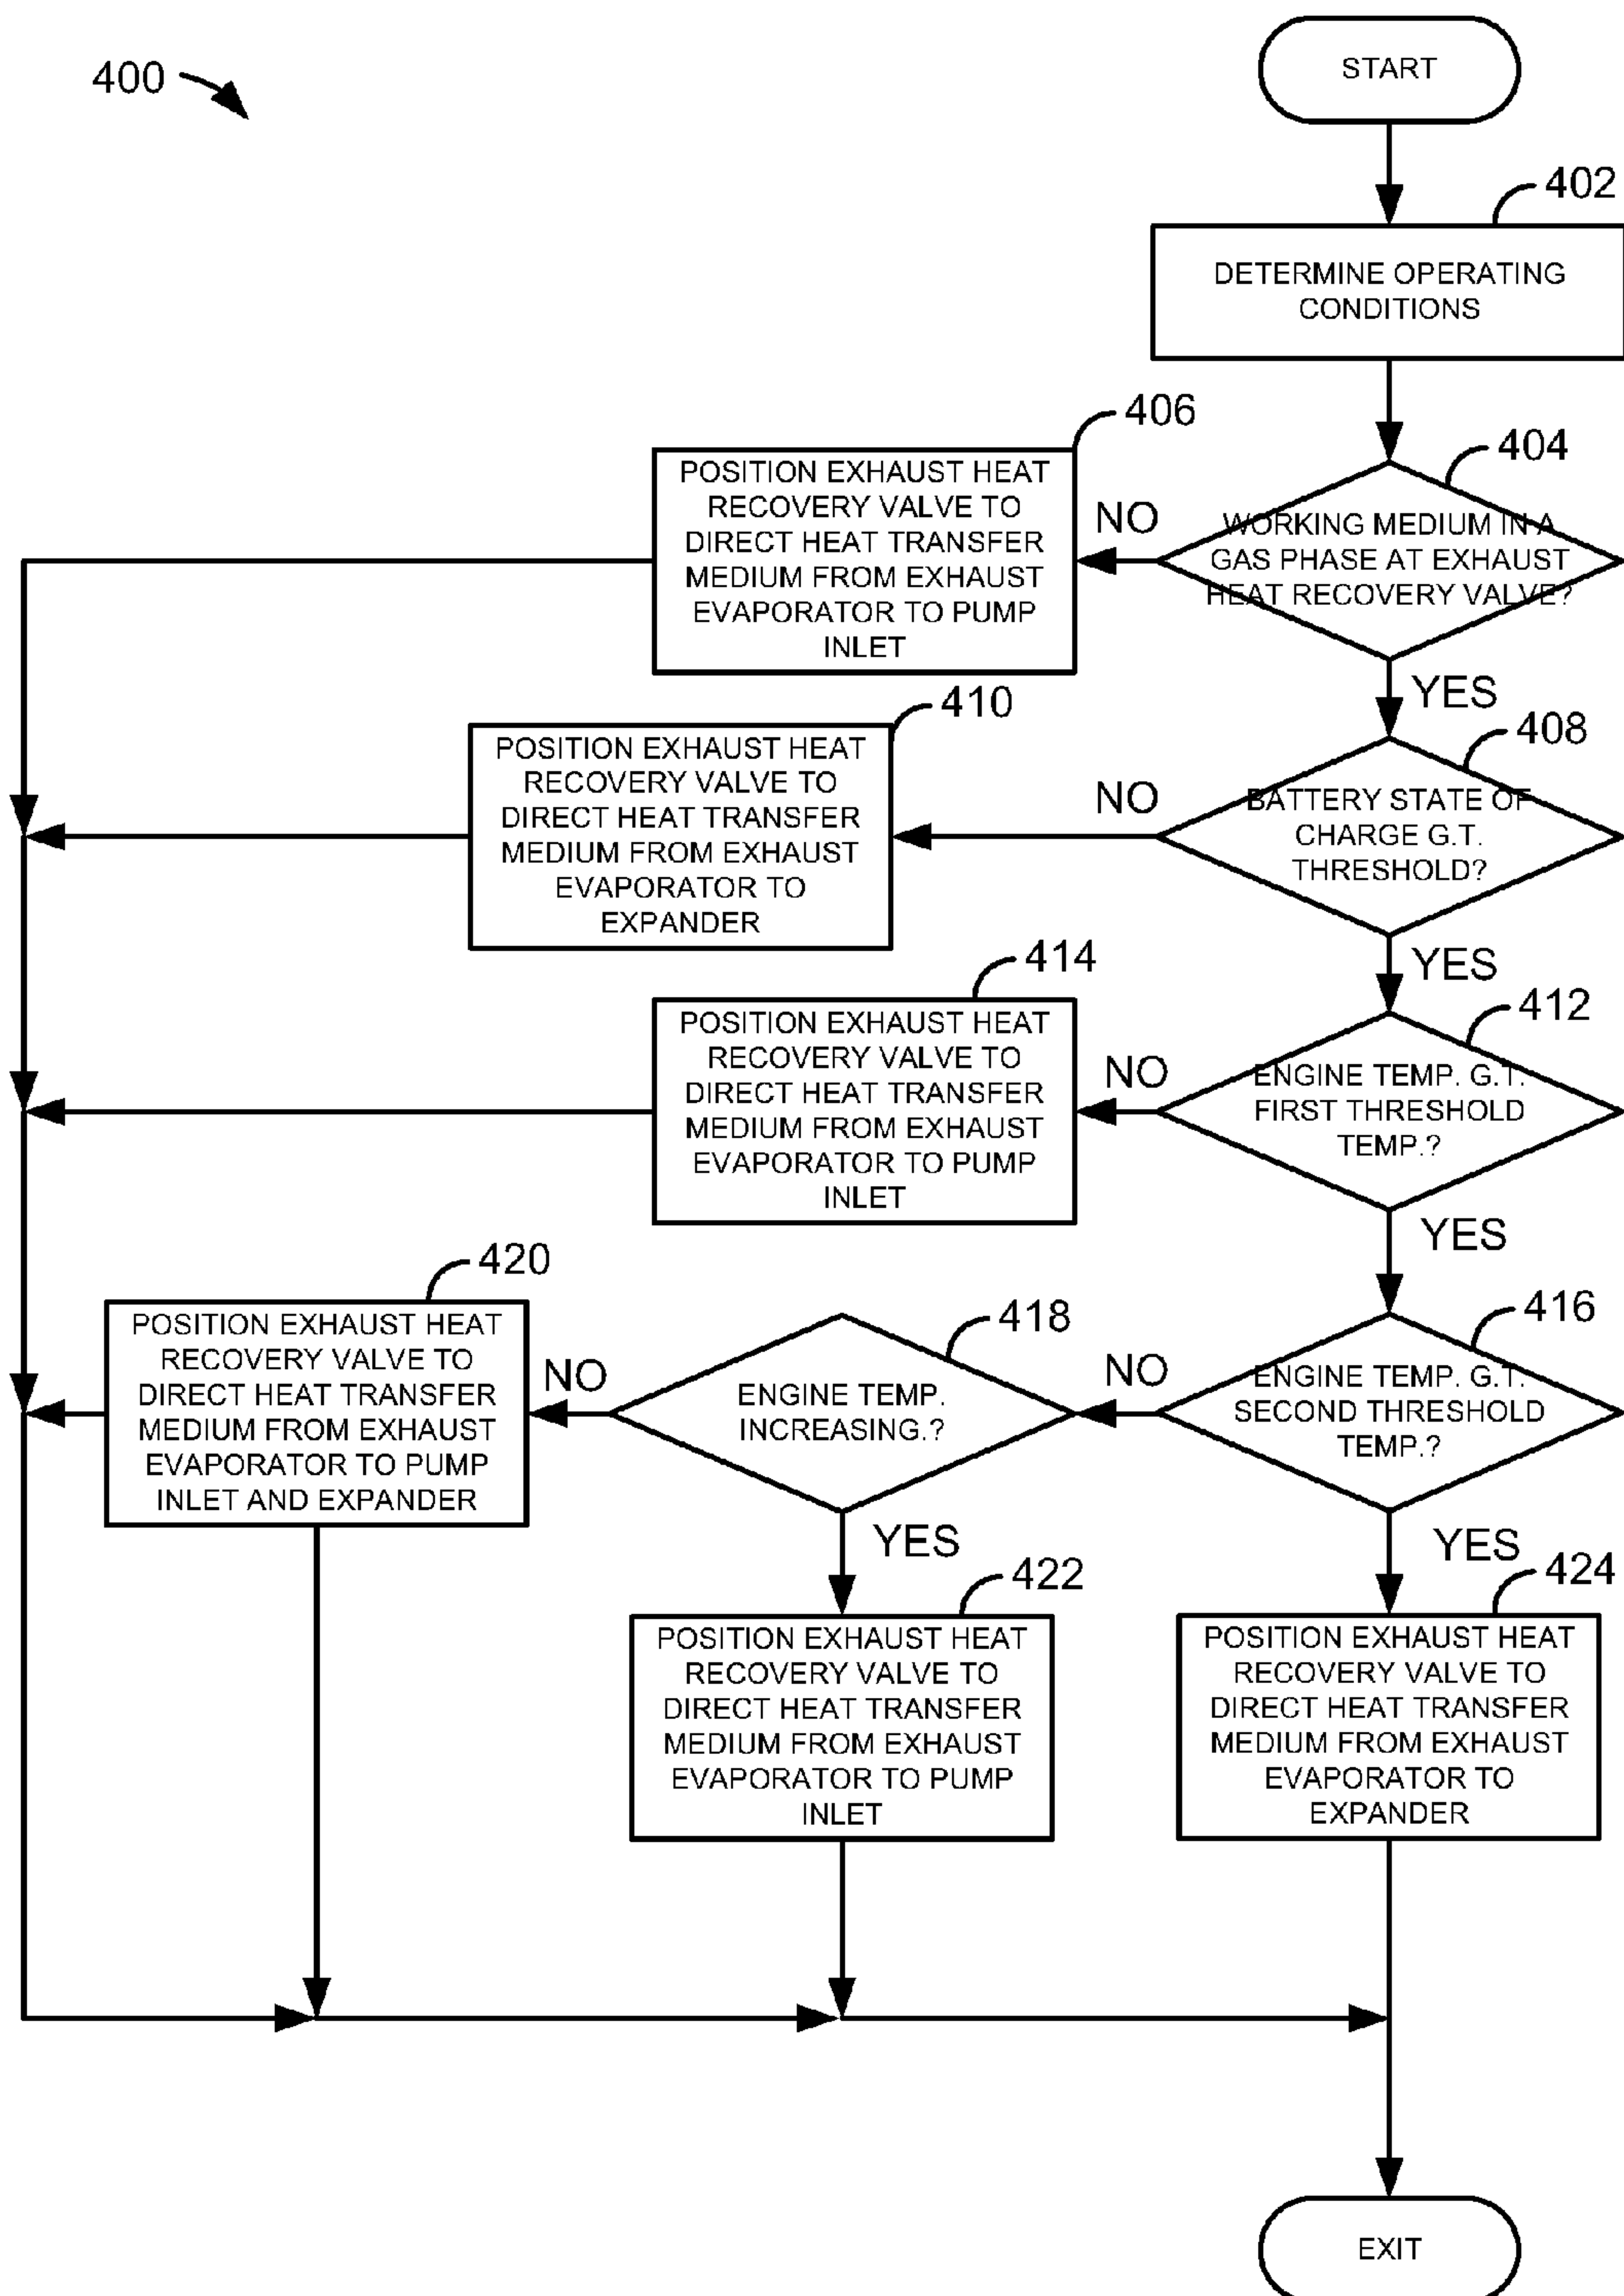 400
START
402
DETERMINE OPERATING
CONDITIONS
404
WORKING MEDIUM IN A
GAS PHASE AT EXHAUST
HEAT RECOVERY VALVE?
NO
406
POSITION EXHAUST HEAT
RECOVERY VALVE TO
DIRECT HEAT TRANSFER
MEDIUM FROM EXHAUST
EVAPORATOR TO PUMP
INLET
YES
408
BATTERY STATE OF
CHARGE G.T.
THRESHOLD?
NO
410
POSITION EXHAUST HEAT
RECOVERY VALVE TO
DIRECT HEAT TRANSFER
MEDIUM FROM EXHAUST
EVAPORATOR TO
EXPANDER
YES
412
ENGINE TEMP. G.T.
FIRST THRESHOLD
TEMP.?
NO
414
POSITION EXHAUST HEAT
RECOVERY VALVE TO
DIRECT HEAT TRANSFER
MEDIUM FROM EXHAUST
EVAPORATOR TO PUMP
INLET
YES
416
ENGINE TEMP. G.T.
SECOND THRESHOLD
TEMP.?
NO
418
ENGINE TEMP.
INCREASING.?
NO
420
POSITION EXHAUST HEAT
RECOVERY VALVE TO
DIRECT HEAT TRANSFER
MEDIUM FROM EXHAUST
EVAPORATOR TO PUMP
INLET AND EXPANDER
YES
422
POSITION EXHAUST HEAT
RECOVERY VALVE TO
DIRECT HEAT TRANSFER
MEDIUM FROM EXHAUST
EVAPORATOR TO PUMP
INLET
YES
424
POSITION EXHAUST HEAT
RECOVERY VALVE TO
DIRECT HEAT TRANSFER
MEDIUM FROM EXHAUST
EVAPORATOR TO
EXPANDER
EXIT